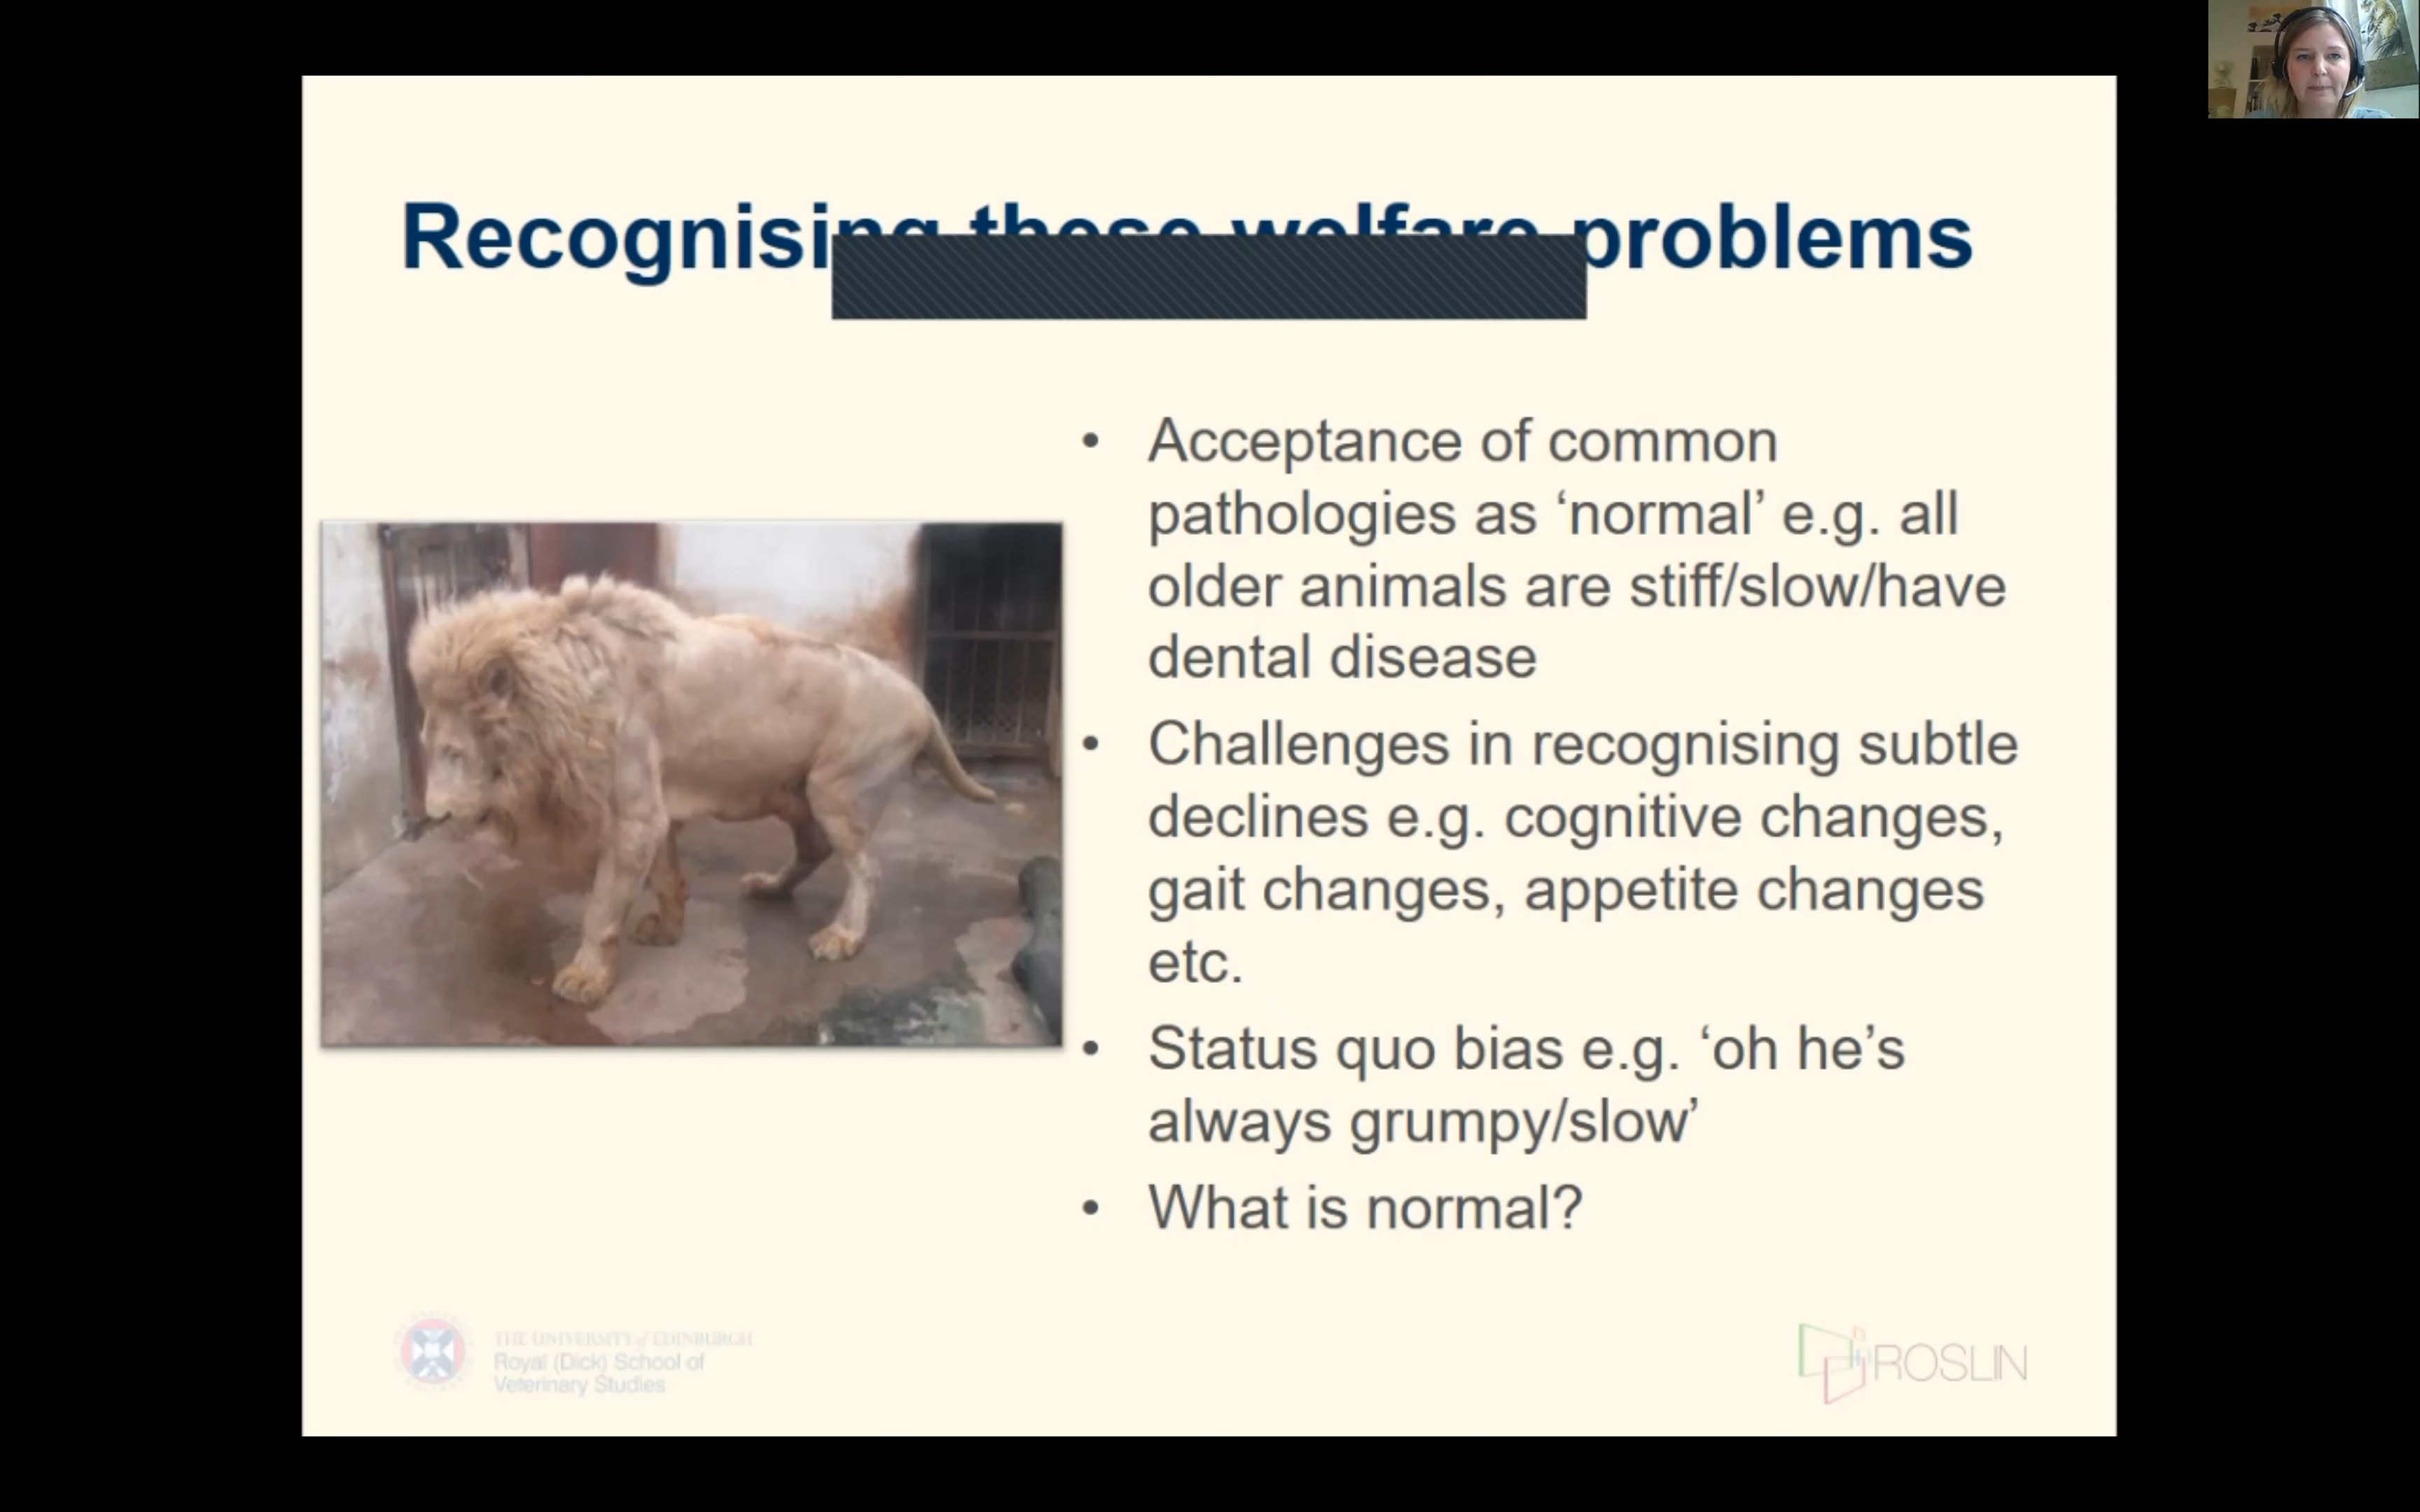 Recognising these welfare problems
• Acceptance of common
pathologies as ‘normal’ e.g. all
older animals are stiff/slow/have
dental disease
• Challenges in recognising subtle
declines e.g. cognitive changes,
gait changes, appetite changes
etc.
• Status quo bias e.g. ‘oh he’s
always grumpy/slow’
• What is normal?
THE UNIVERSITY of EDINBURGH
Royal (Dick) School of
Veterinary Studies
ROSLIN